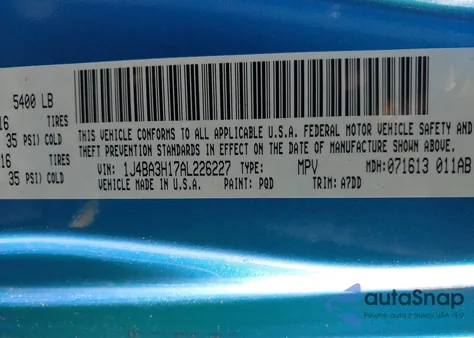 5400 LB
16 TIRES
35 PSI) COLD
16 TIRES
35 PSI) COLD
THIS VEHICLE CONFORMS TO ALL APPLICABLE U.S.A. FEDERAL MOTOR VEHICLE SAFETY AND
THEFT PREVENTION STANDARDS IN EFFECT ON THE DATE OF MANUFACTURE SHOWN ABOVE.
VIN: 1J4BA3H17AL226227 TYPE: MPV MDH: 071613 011AB
VEHICLE MADE IN U.S.A. PAINT: PQD TRIM: A7DD
autoSnap